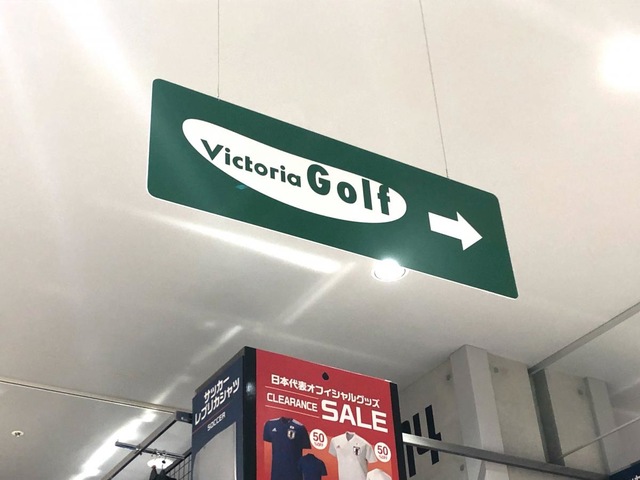 Victoria Golf
サッカー
レプリカシャツ
SOCCER
日本代表オフィシャルグッズ
CLEARANCE SALE
50
50